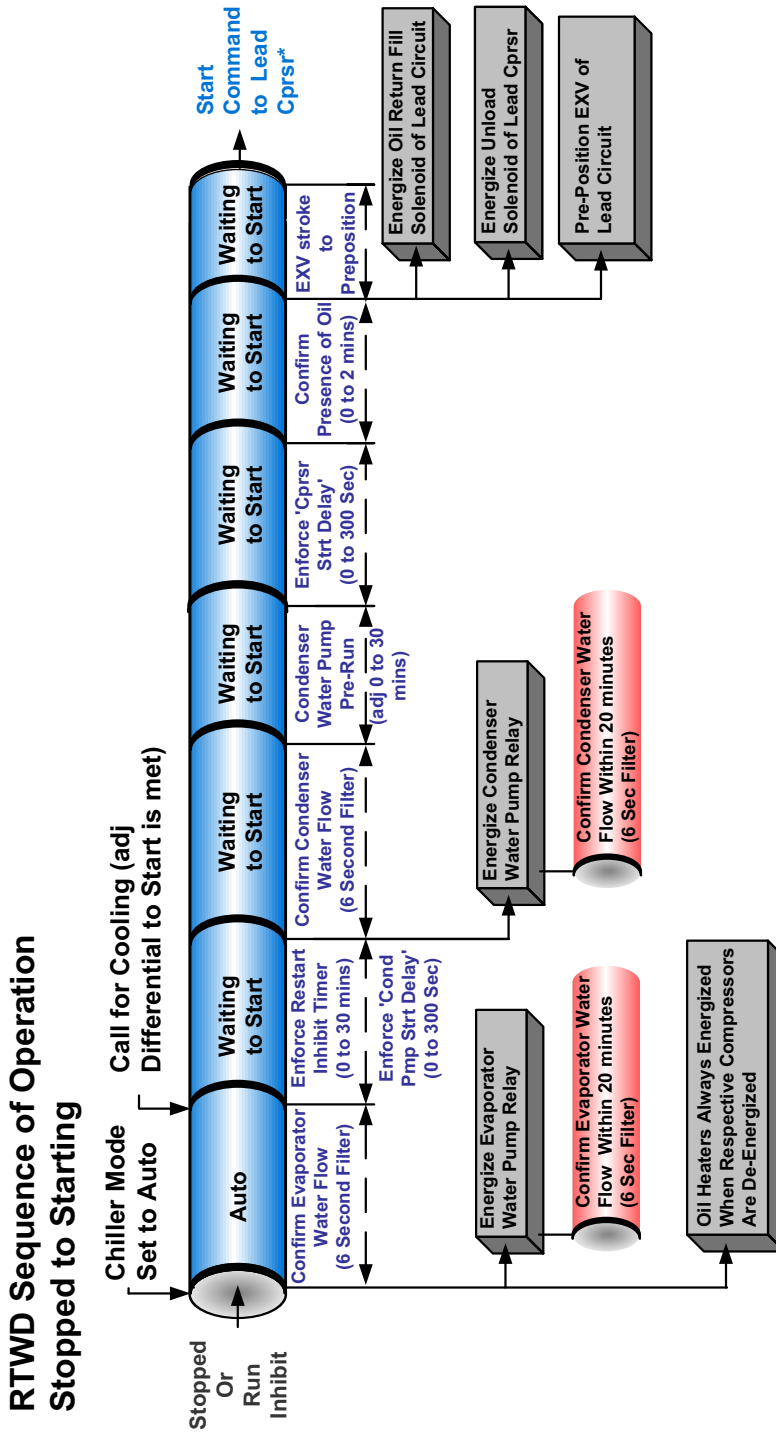 RTWD Sequence of Operation
Stopped to Starting
Chiller Mode
Set to Auto
Call for Cooling (adj
Differential to Start is met)
Stopped
Or
Run
Inhibit
Auto
Waiting
to Start
Waiting
to Start
Waiting
to Start
Waiting
to Start
Waiting
to Start
Waiting
to Start
Start
Command
to Lead
Cprsr*
Confirm Evaporator
Water Flow
(6 Second Filter)
Enforce Restart
Inhibit Timer
(0 to 30 mins)
Enforce 'Cond
Pmp Strt Delay'
(0 to 300 Sec)
Confirm Condenser
Water Flow
(6 Second Filter)
Condenser
Water Pump
Pre-Run
(adj 0 to 30
mins)
Enforce 'Cprsr
Strt Delay'
(0 to 300 Sec)
Confirm
Presence of Oil
(0 to 2 mins)
EXV stroke
to
Preposition
Energize Evaporator
Water Pump Relay
Confirm Evaporator Water
Flow Within 20 minutes
(6 Sec Filter)
Oil Heaters Always Energized
When Respective Compressors
Are De-Energized
Energize Condenser
Water Pump Relay
Confirm Condenser Water
Flow Within 20 minutes
(6 Sec Filter)
Energize Oil Return Fill
Solenoid of Lead Circuit
Energize Unload
Solenoid of Lead Cprsr
Pre-Position EXV of
Lead Circuit